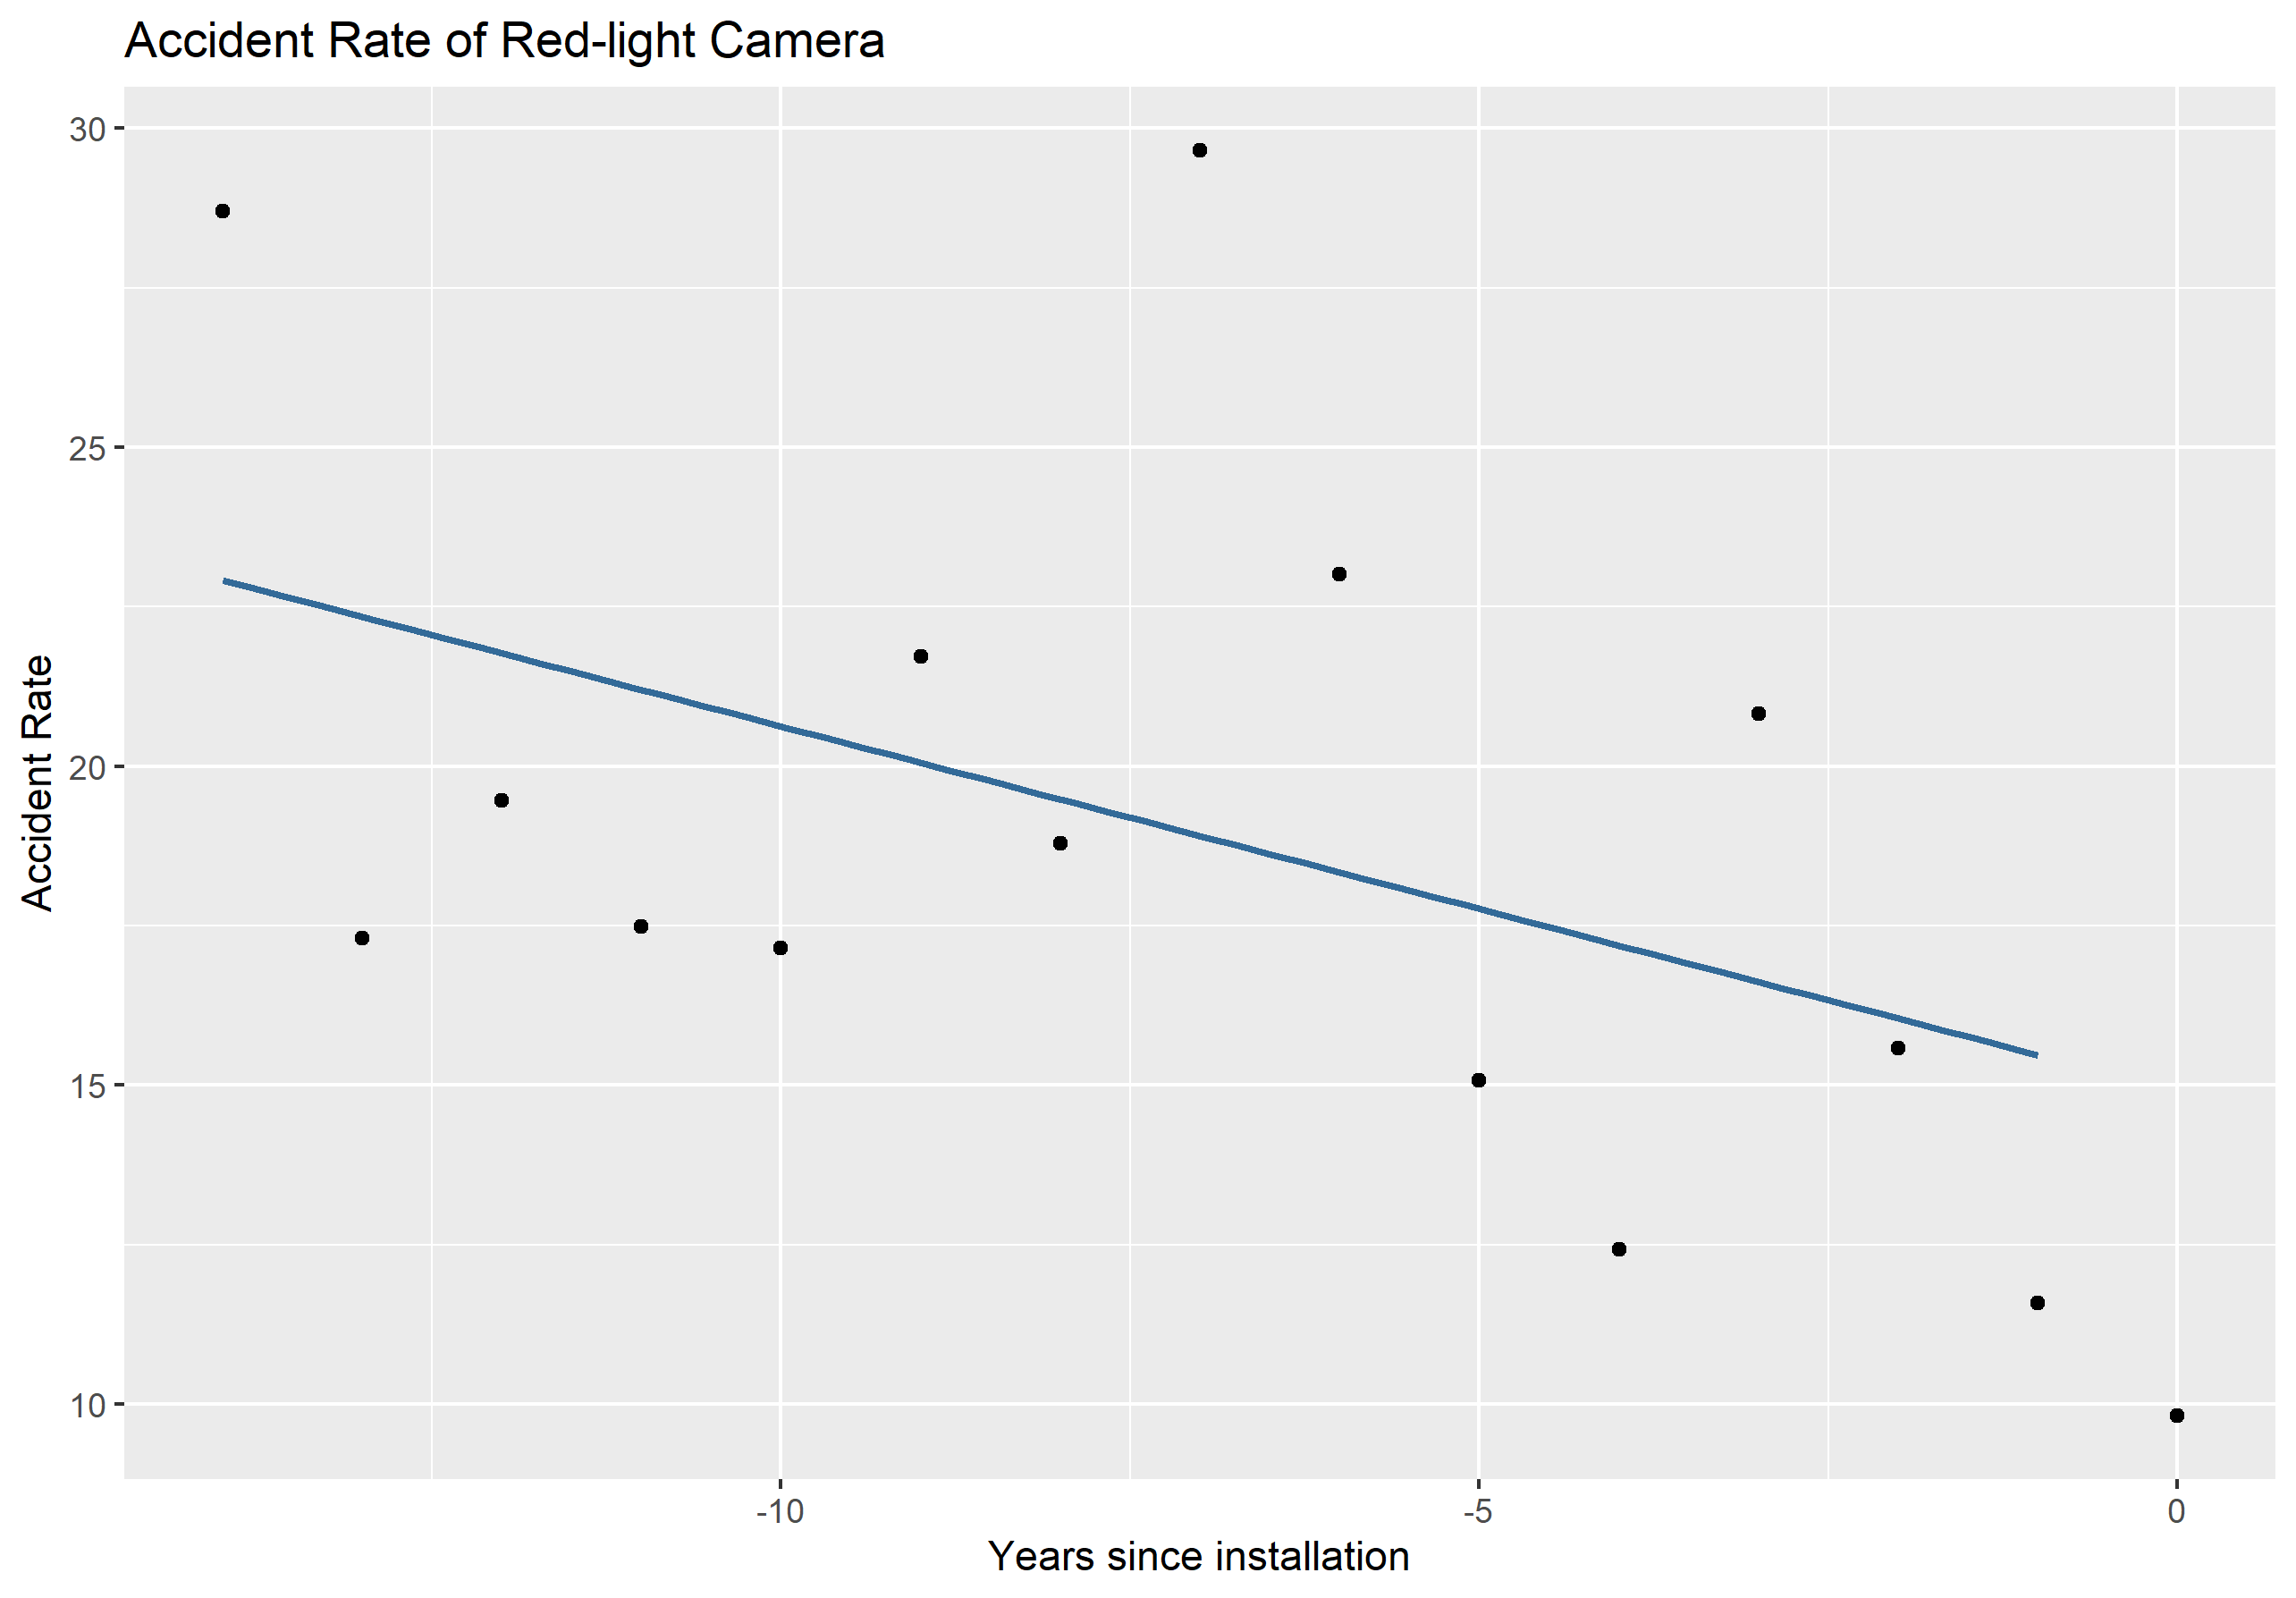 Accident Rate of Red-light Camera
30
25
20
15
10
Accident Rate
-10
-5
0
Years since installation